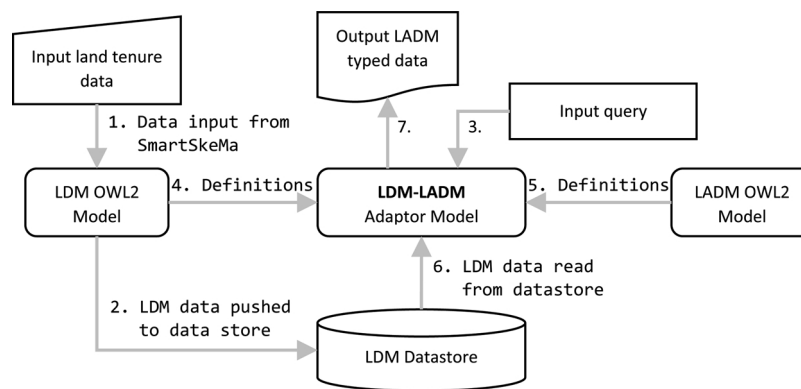 Input land tenure
data
Output LADM
typed data
Input query
1. Data input from
SmartSkeMa
7.
3.
LDM OWL2
Model
4. Definitions
LDM-LADM
Adaptor Model
5. Definitions
LADM OWL2
Model
2. LDM data pushed
to data store
6. LDM data read
from datastore
LDM Datastore